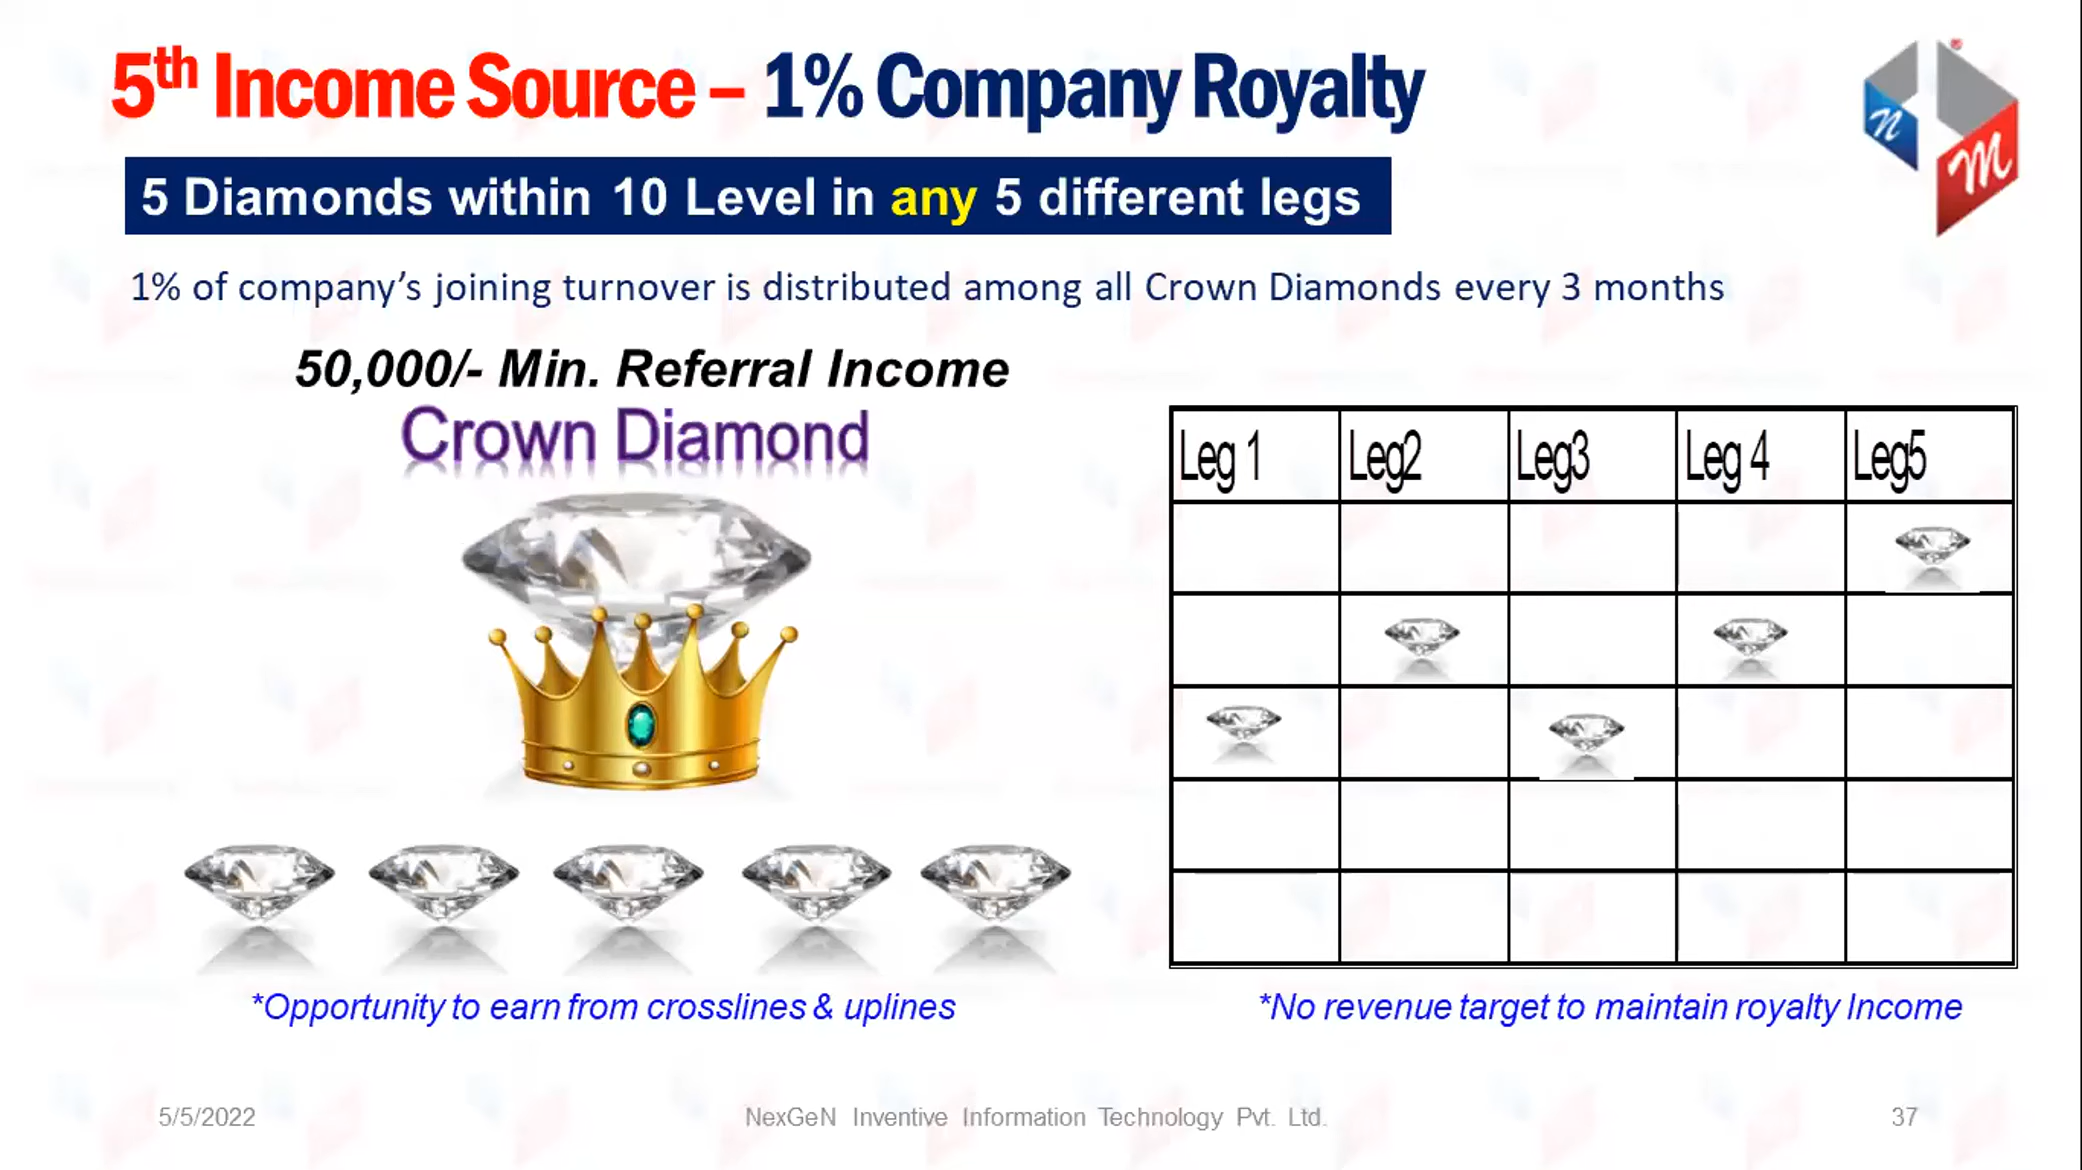 5th Income Source – 1% Company Royalty
5 Diamonds within 10 Level in any 5 different legs
1% of company’s joining turnover is distributed among all Crown Diamonds every 3 months
50,000/- Min. Referral Income
Crown Diamond
Leg 1 Leg2 Leg3 Leg 4 Leg5
*Opportunity to earn from crosslines & uplines
*No revenue target to maintain royalty Income
5/5/2022
NexGeN Inventive Information Technology Pvt. Ltd.
37
n
M